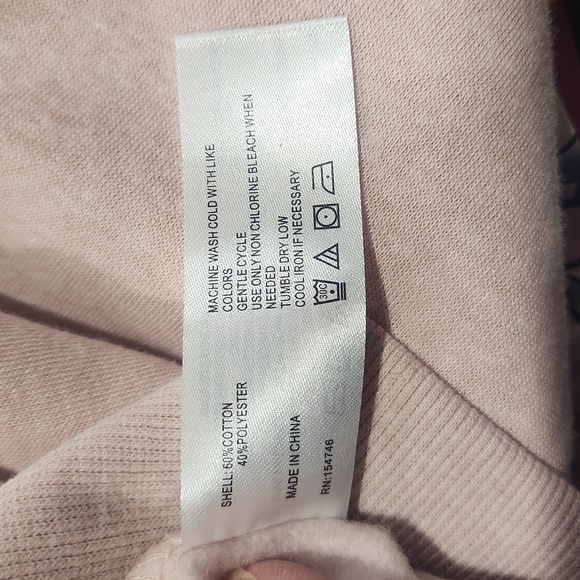 SHELL: 60%COTTON
40%POLYESTER
MADE IN CHINA
RN:154746
MACHINE WASH COLD WITH LIKE
COLORS
GENTLE CYCLE
USE ONLY NON CHLORINE BLEACH WHEN
NEEDED
TUMBLE DRY LOW
COOL IRON IF NECESSARY
30C